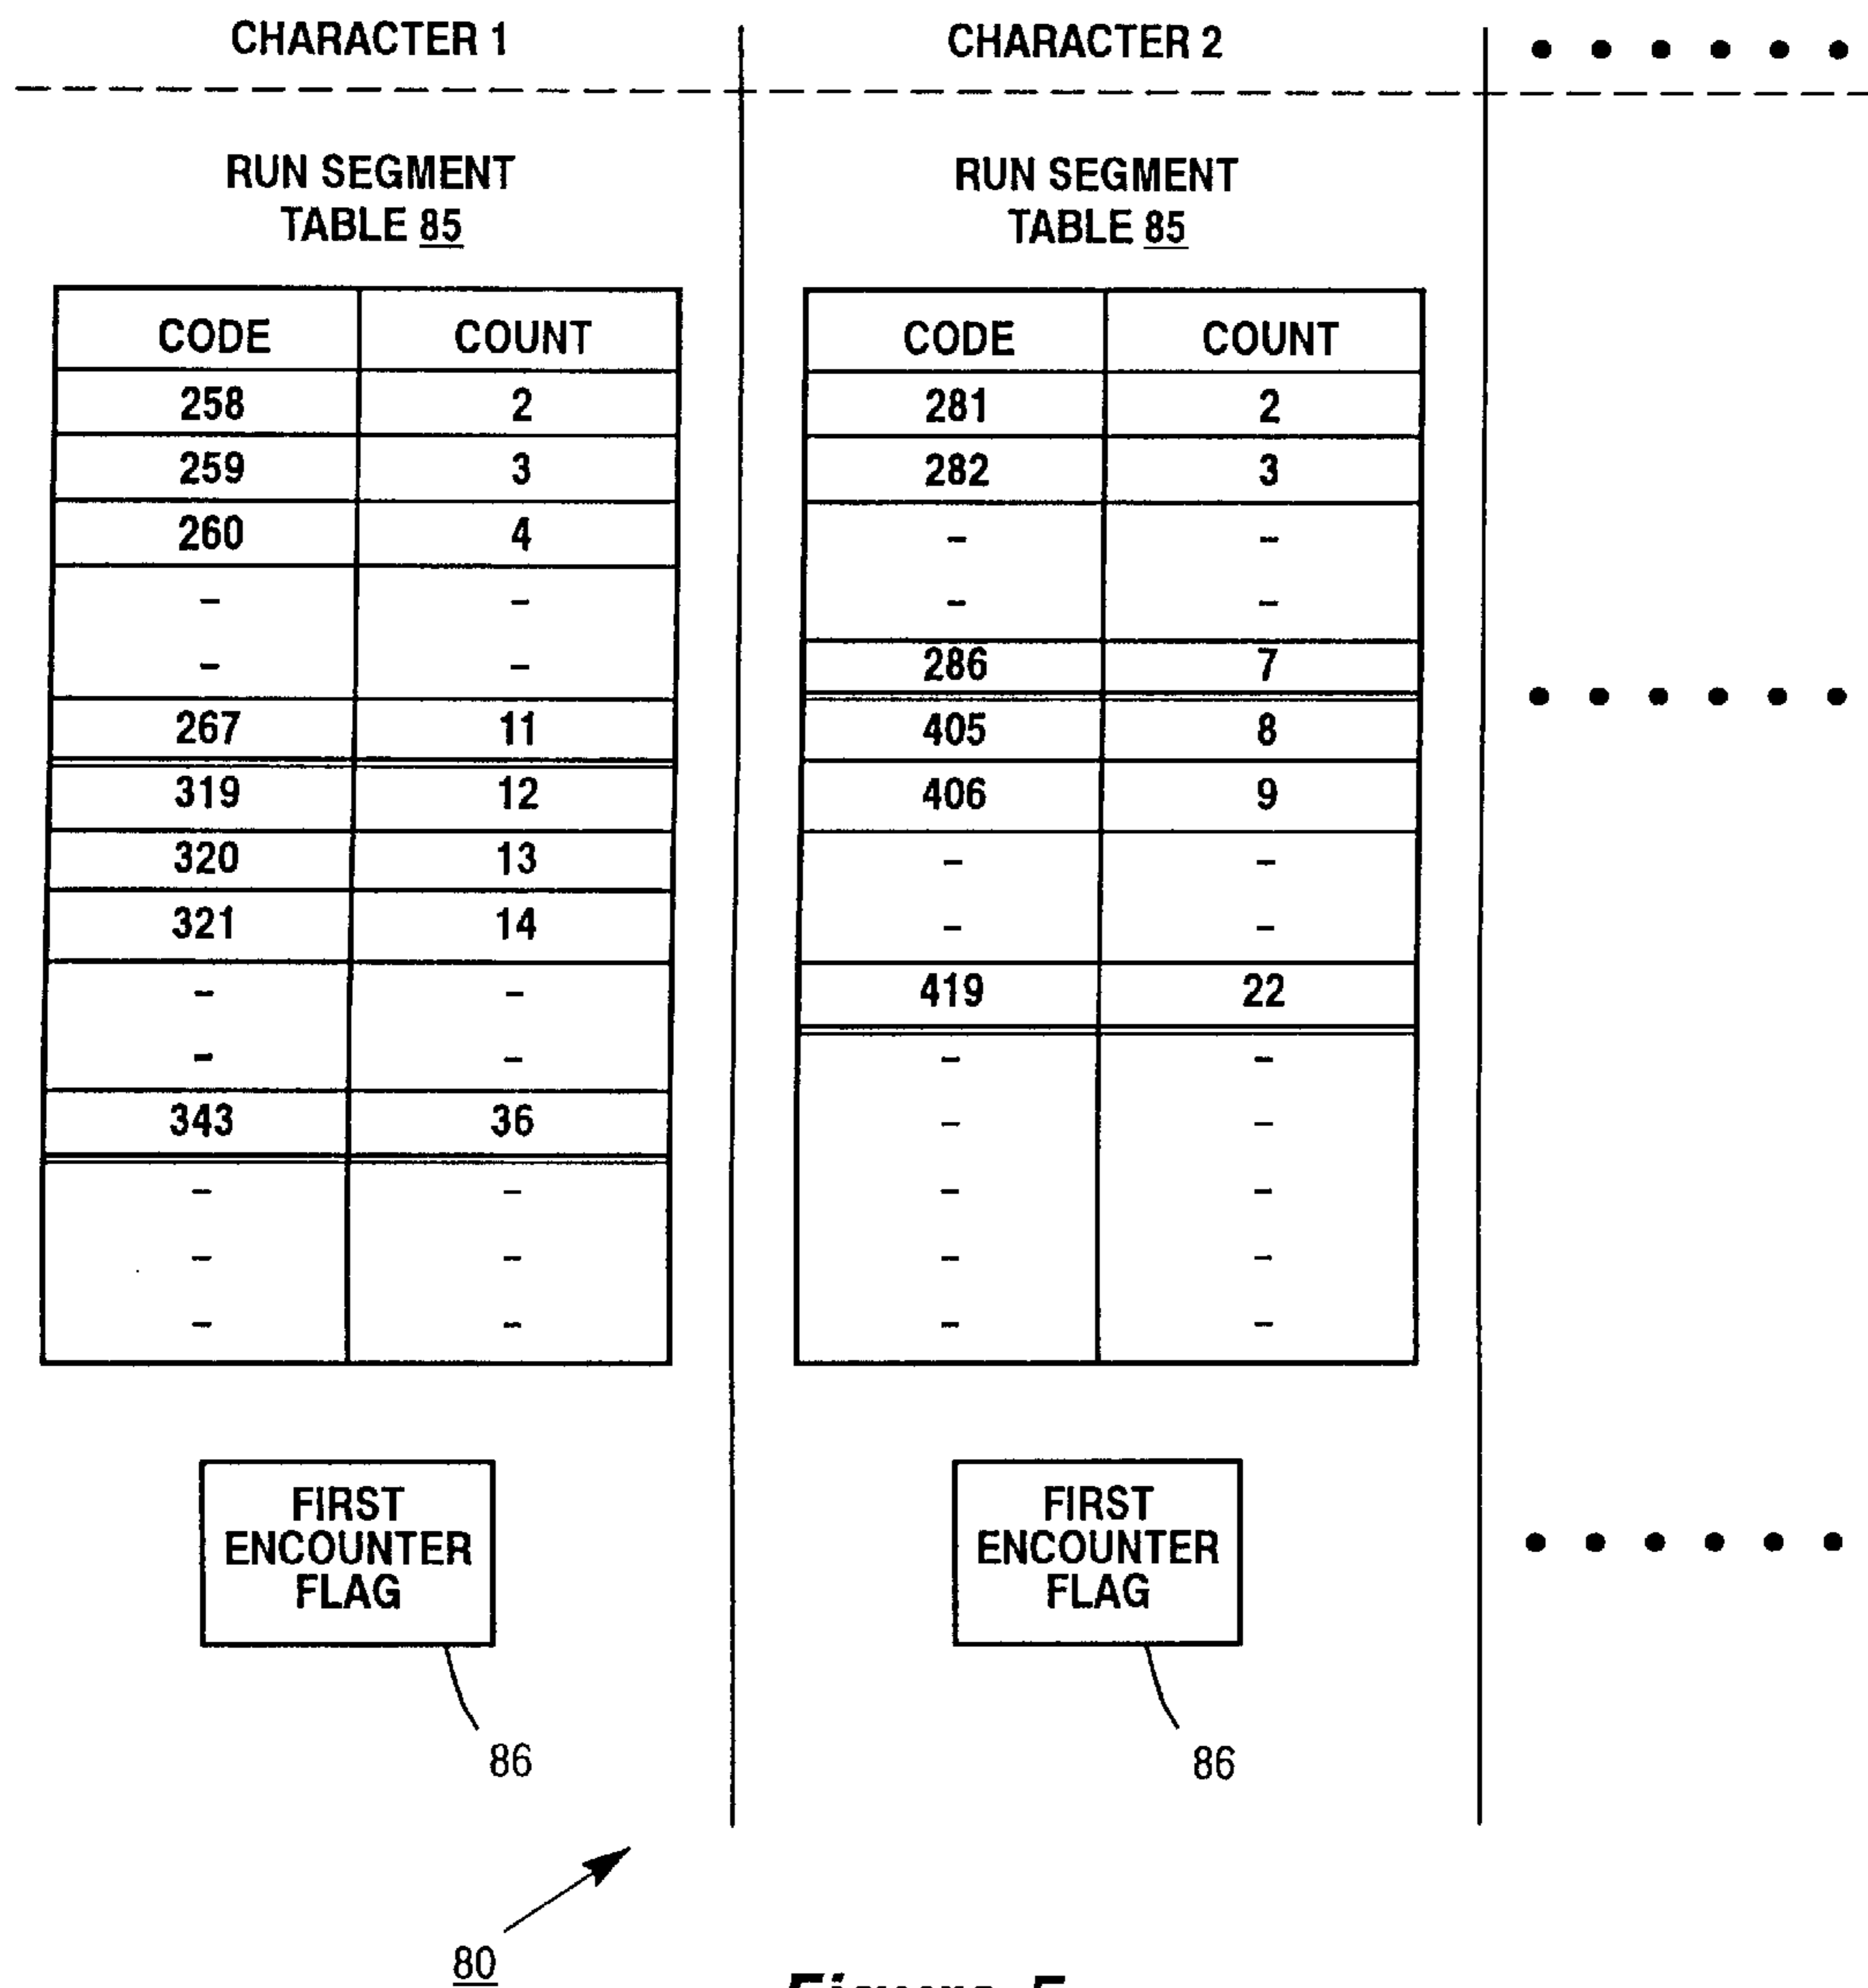 CHARACTER 1
CHARACTER 2
RUN SEGMENT
TABLE 85
RUN SEGMENT
TABLE 85
CODE COUNT
258 2
259 3
260 4
- -
- -
267 11
319 12
320 13
321 14
- -
- -
343 36
- -
- -
- -
CODE COUNT
281 2
282 3
- -
- -
286 7
405 8
406 9
- -
- -
419 22
- -
- -
- -
- -
- -
FIRST
ENCOUNTER
FLAG
86
FIRST
ENCOUNTER
FLAG
86
80